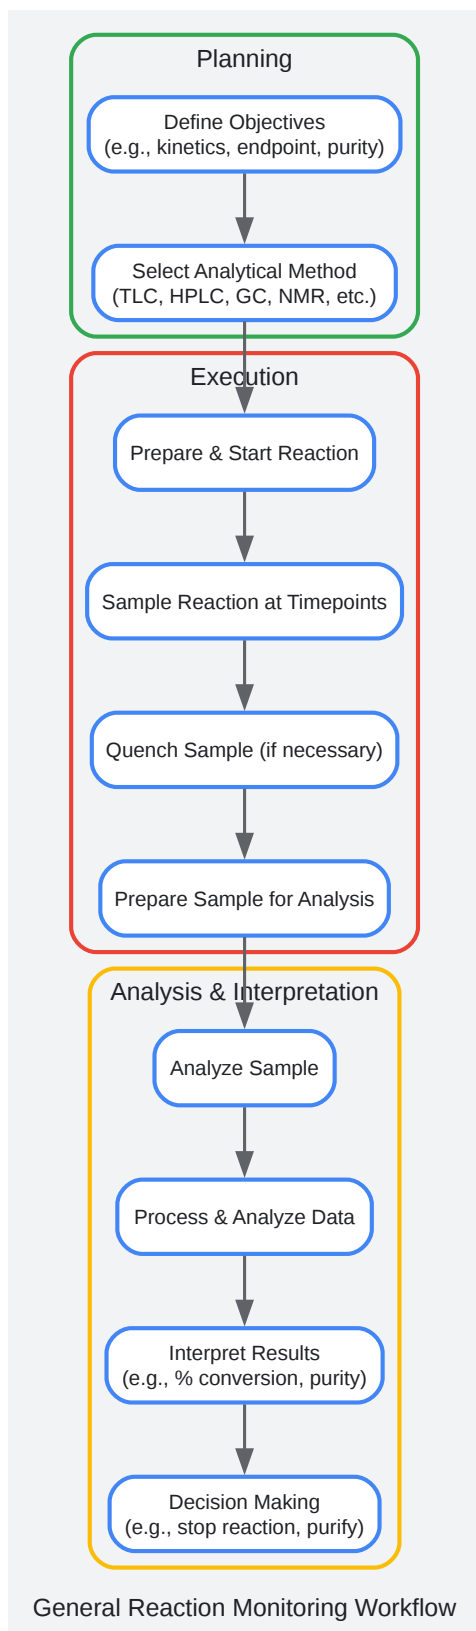 Planning
Define Objectives
(e.g., kinetics, endpoint, purity)
Select Analytical Method
(TLC, HPLC, GC, NMR, etc.)
Execution
Prepare & Start Reaction
Sample Reaction at Timepoints
Quench Sample (if necessary)
Prepare Sample for Analysis
Analysis & Interpretation
Analyze Sample
Process & Analyze Data
Interpret Results
(e.g., % conversion, purity)
Decision Making
(e.g., stop reaction, purify)
General Reaction Monitoring Workflow